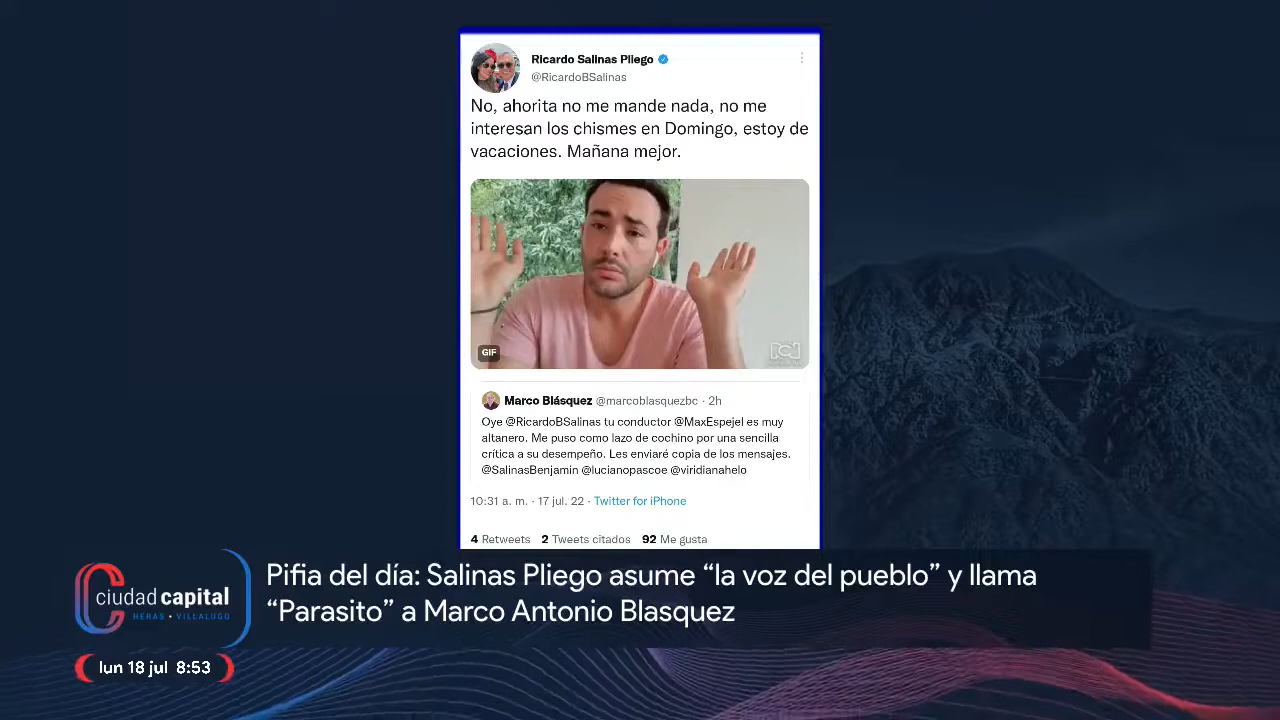 Ricardo Salinas Pliego
@RicardoBSalinas
No, ahorita no me mande nada, no me
interesan los chismes en Domingo, estoy de
vacaciones. Mañana mejor.
GIF
Marco Blásquez @marcoblasquezbc · 2h
Oye @RicardoBSalinas tu conductor @MaxEspejel es muy
altanero. Me puso como lazo de cochino por una sencilla
crítica a su desempeño. Les enviaré copia de los mensajes.
@SalinasBenjamin @lucianopascoe @viridianahelo
10:31 a. m. · 17 jul. 22 · Twitter for iPhone
4 Retweets 2 Tweets citados 92 Me gusta
Pifia del día: Salinas Pliego asume “la voz del pueblo” y llama
“Parasito” a Marco Antonio Blasquez
ciudad capital
HERAS • VILLALUGO
lun 18 jul 8:53